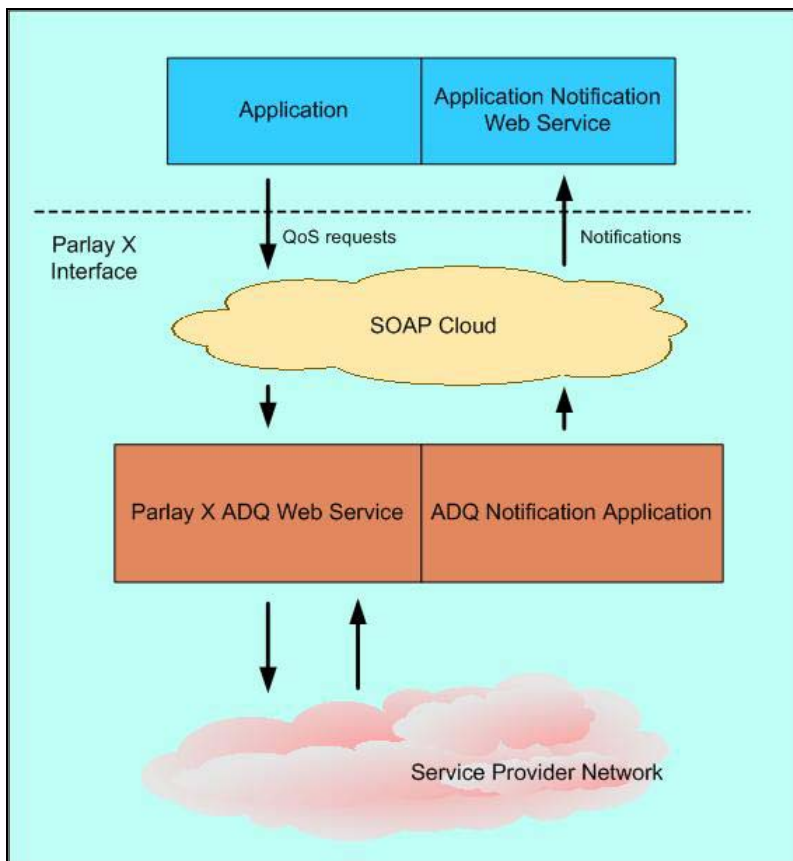 Application
Application Notification
Web Service
Parlay X
Interface
QoS requests
Notifications
SOAP Cloud
Parlay X ADQ Web Service
ADQ Notification Application
Service Provider Network